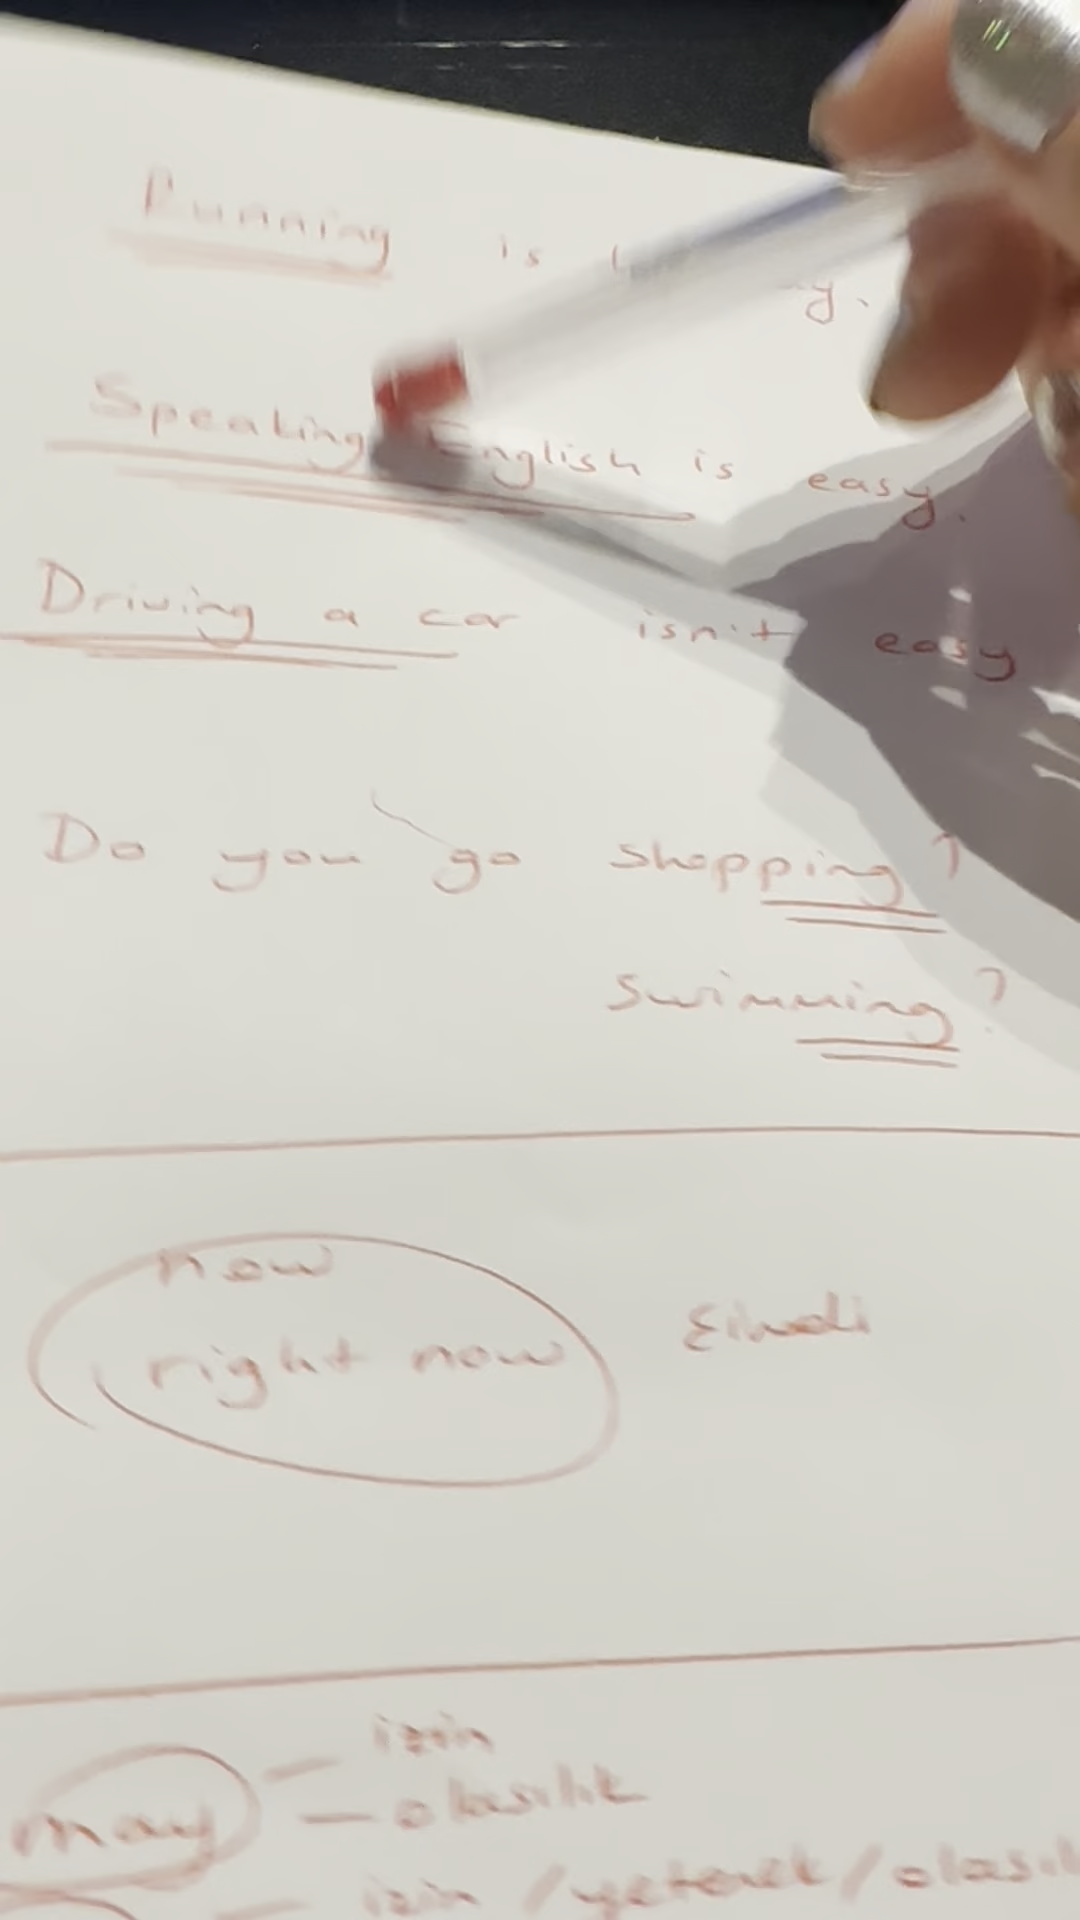 Running is
Speaking English is easy.
Driving a car isn't easy
Do you go shopping?
swimming?
now
right now
Şimdi
may - izin
- olasılık
- izin / yetenek / olasıl